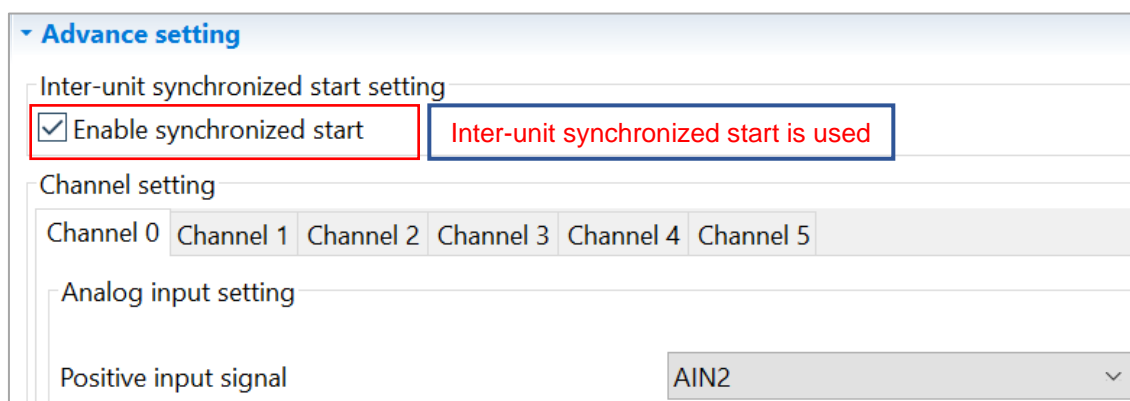 Advance setting
Inter-unit synchronized start setting
Enable synchronized start
Inter-unit synchronized start is used
Channel setting
Channel 0 Channel 1 Channel 2 Channel 3 Channel 4 Channel 5
Analog input setting
Positive input signal AIN2